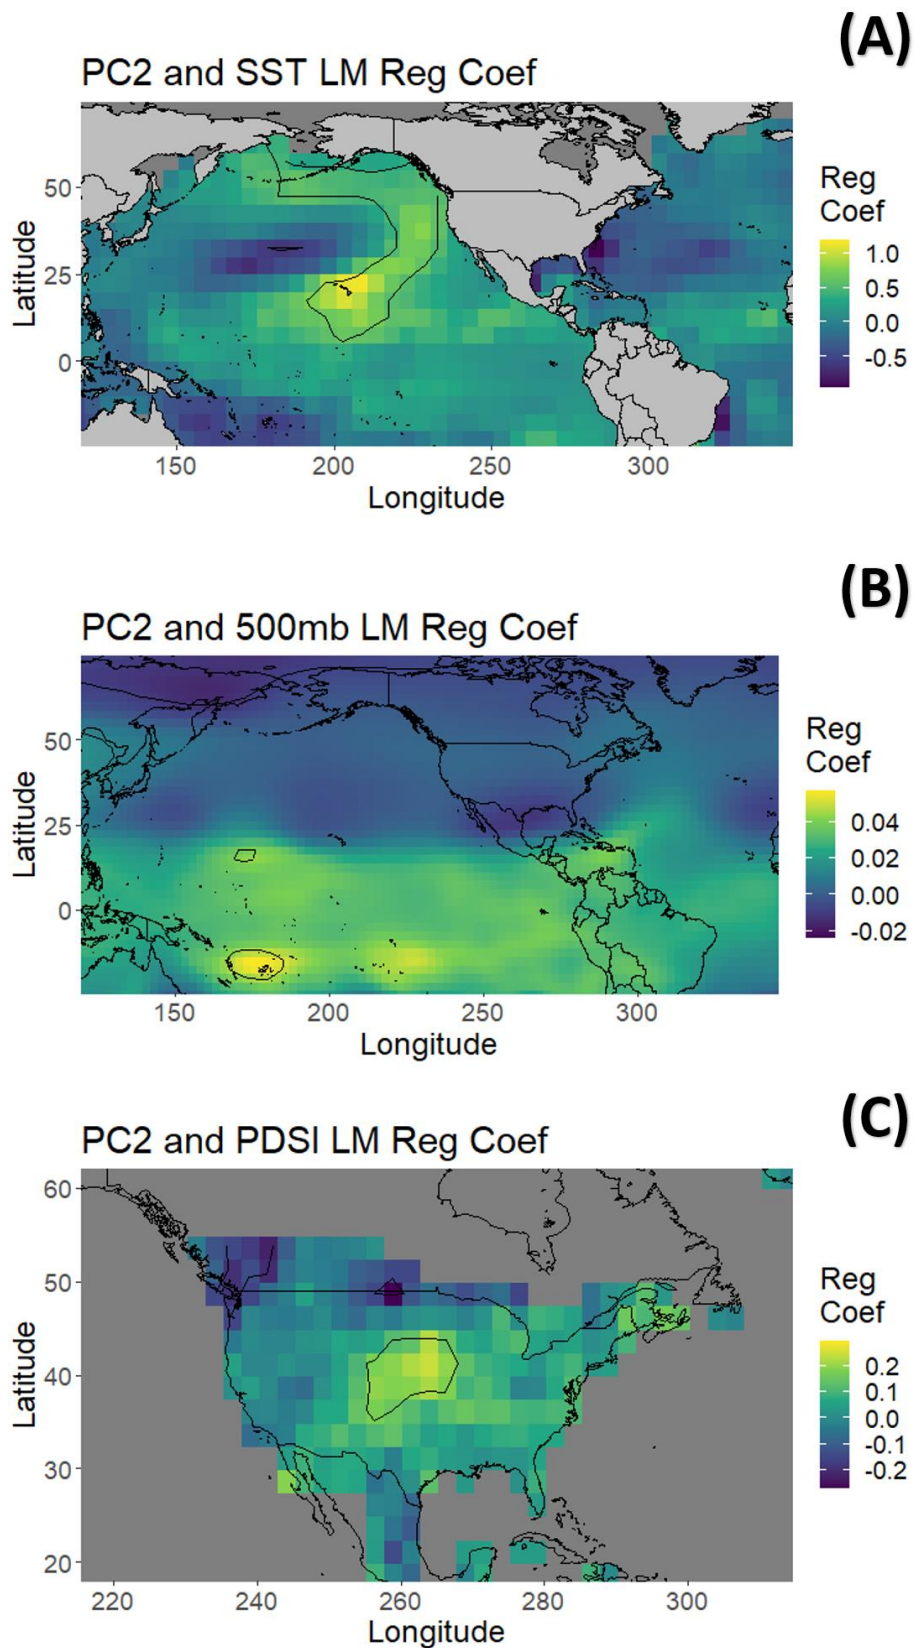 (A)
PC2 and SST LM Reg Coef
Latitude
50
25
0
150
200
250
300
Longitude
Reg
Coef
1.0
0.5
0.0
-0.5
(B)
PC2 and 500mb LM Reg Coef
Latitude
50
25
0
150
200
250
300
Longitude
Reg
Coef
0.04
0.02
0.00
-0.02
(C)
PC2 and PDSI LM Reg Coef
Latitude
60
50
40
30
20
220
240
260
280
300
Longitude
Reg
Coef
0.2
0.1
0.0
-0.1
-0.2